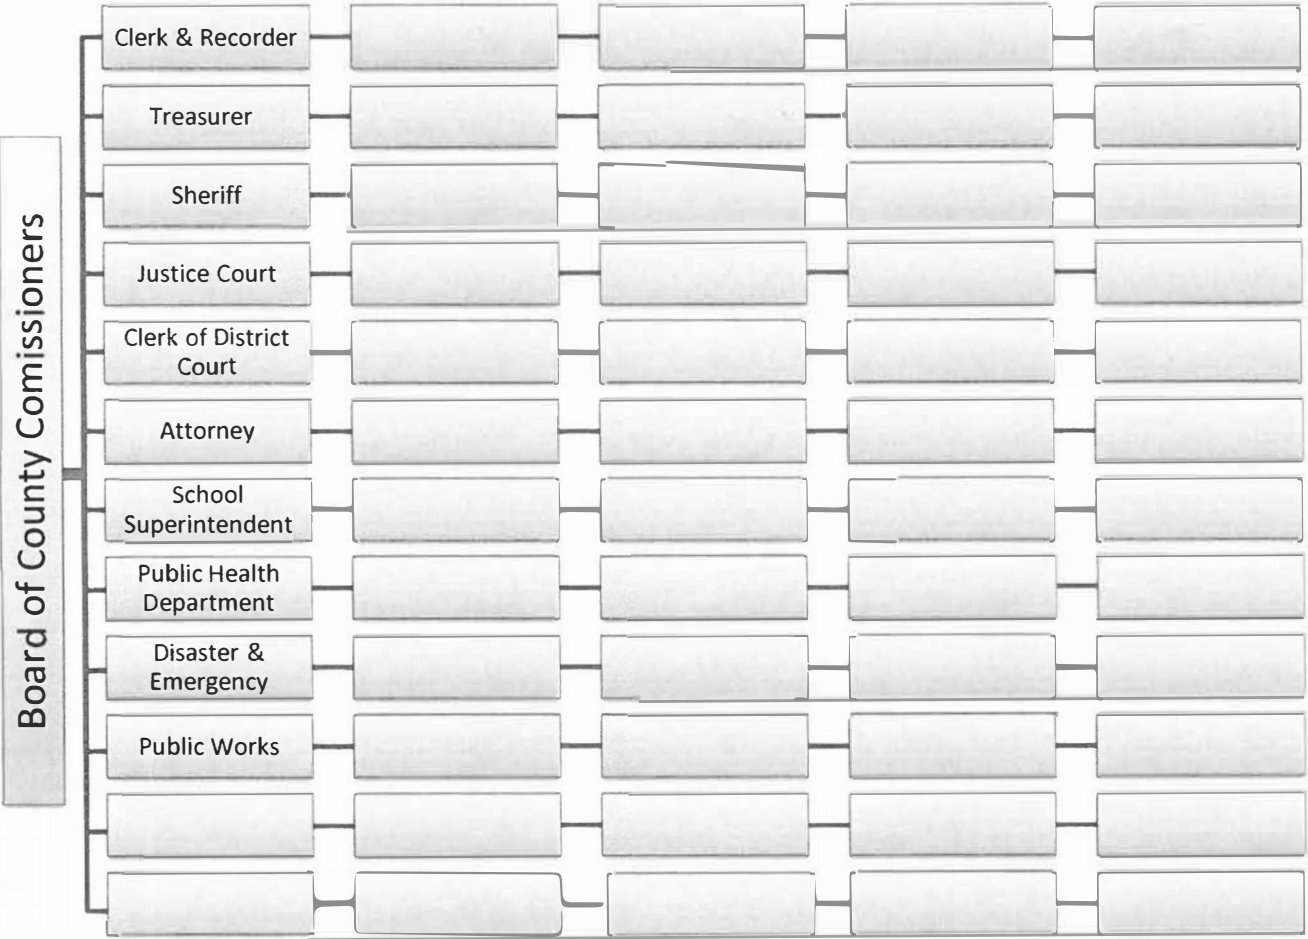 Board of County Comissioners
Clerk & Recorder
Treasurer
Sheriff
Justice Court
Clerk of District
Court
Attorney
School
Superintendent
Public Health
Department
Disaster &
Emergency
Public Works